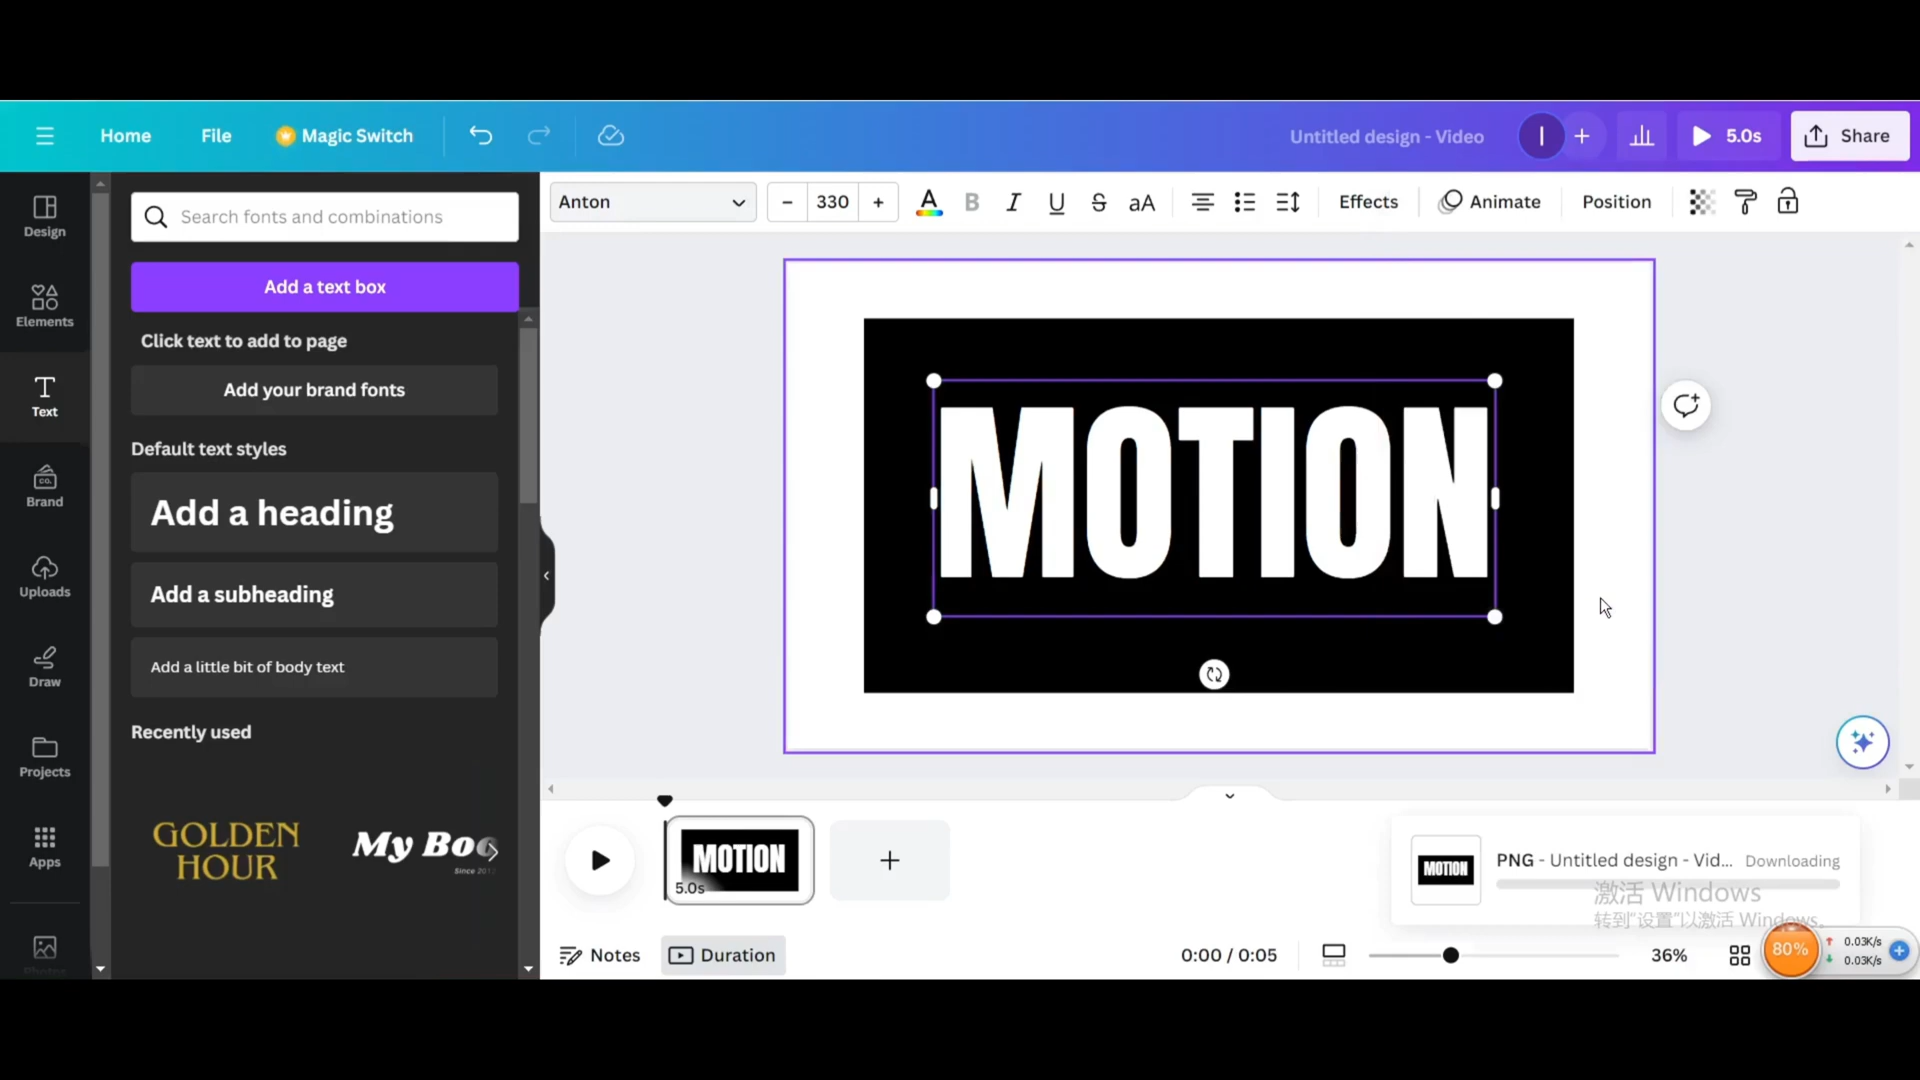 Home File Magic Switch Untitled design - Video I 5.0s Share
Design
Elements
Text
Brand
Uploads
Draw
Projects
Apps
Photos
Search fonts and combinations
Add a text box
Click text to add to page
Add your brand fonts
Default text styles
Add a heading
Add a subheading
Add a little bit of body text
Recently used
GOLDEN
HOUR
My Boo
Anton - 330 + A B I U S aA Effects Animate Position
MOTION
MOTION
5.0s
MOTION
PNG - Untitled design - Vid... Downloading
激活 Windows
转到“设置”以激活 Windows。
Notes Duration 0:00 / 0:05 36%
80%
0.03K/s
0.03K/s